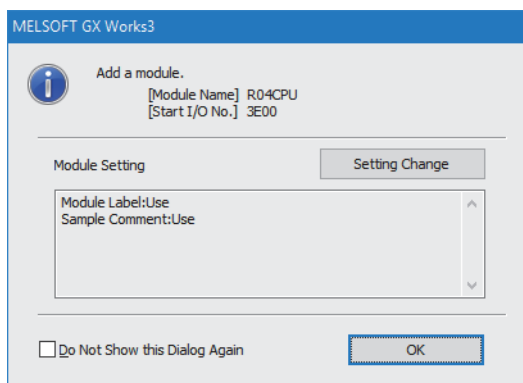 MELSOFT GX Works3
Add a module.
[Module Name] R04CPU
[Start I/O No.] 3E00
Module Setting
Setting Change
Module Label:Use
Sample Comment:Use
Do Not Show this Dialog Again
OK